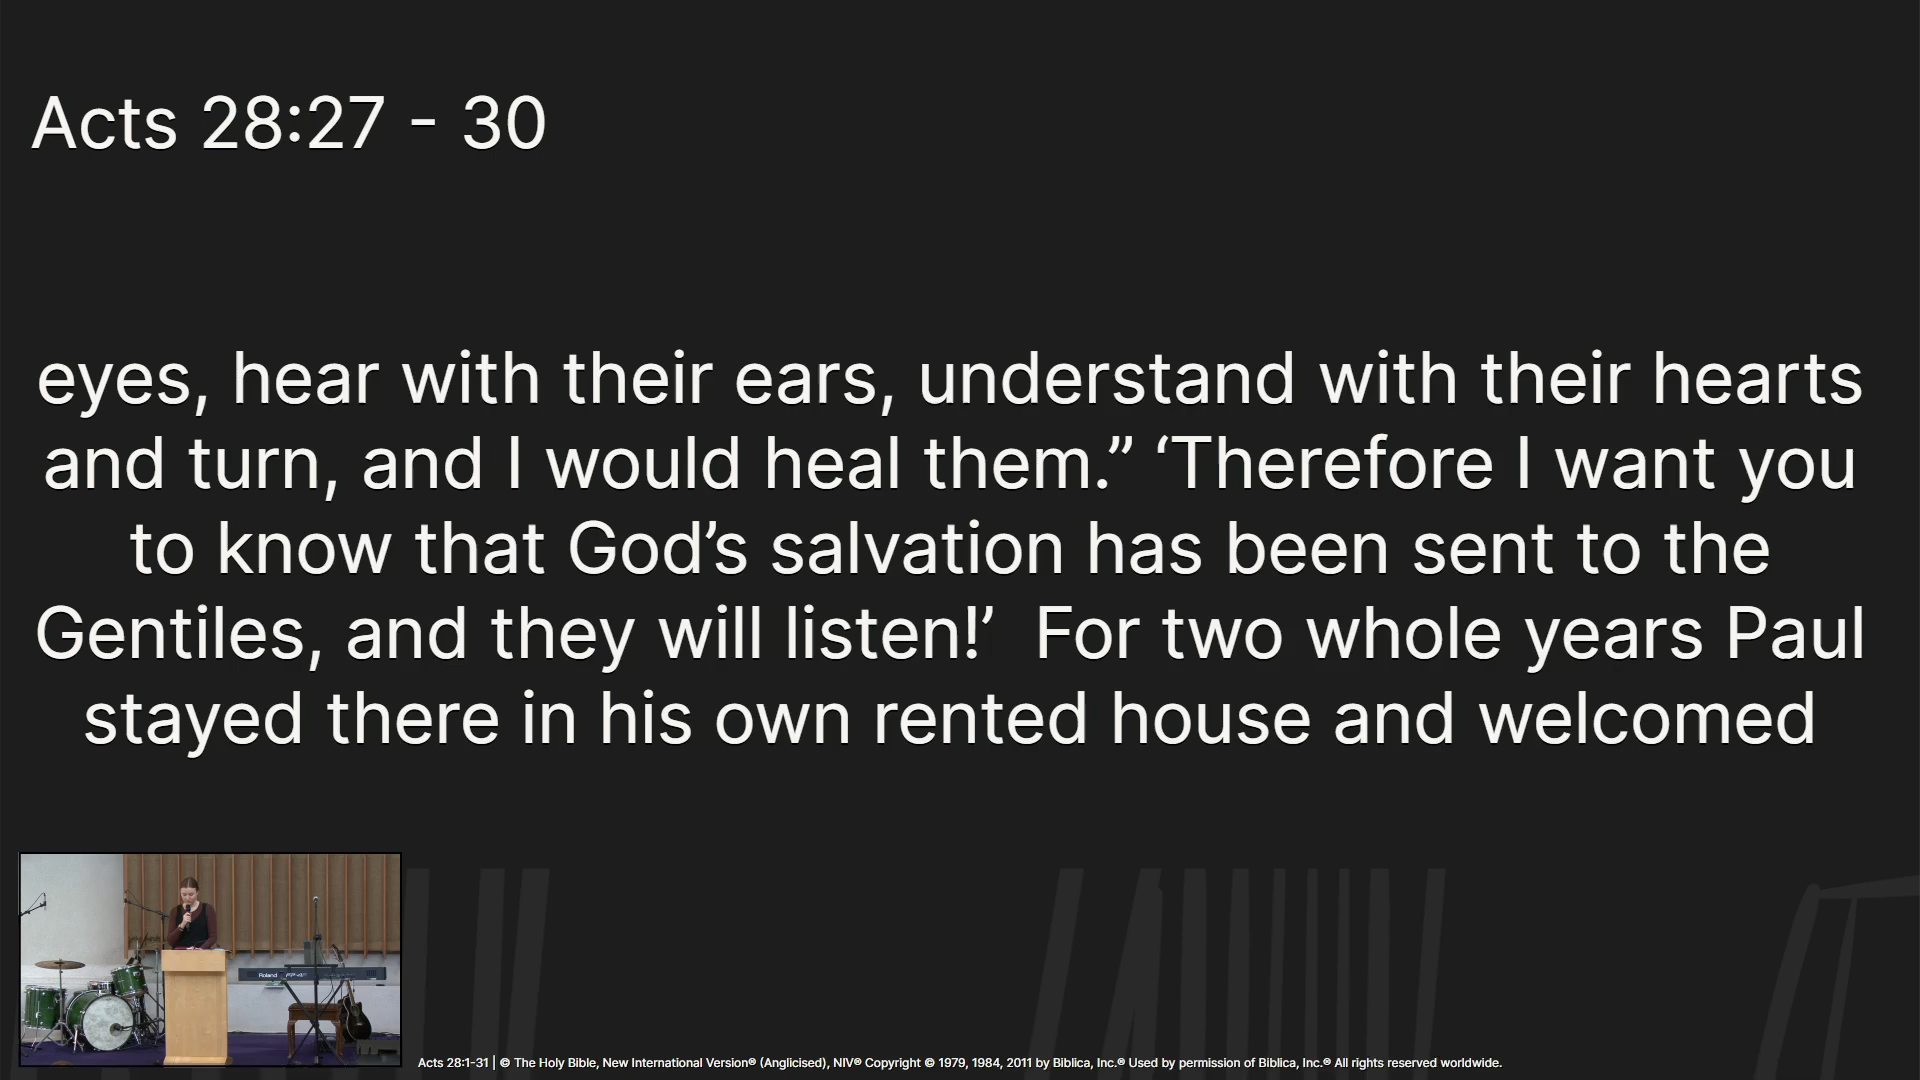 Acts 28:27 - 30
eyes, hear with their ears, understand with their hearts
and turn, and I would heal them.” ‘Therefore I want you
to know that God’s salvation has been sent to the
Gentiles, and they will listen!’  For two whole years Paul
stayed there in his own rented house and welcomed
Roland FP-4F
Acts 28:1-31 | © The Holy Bible, New International Version® (Anglicised), NIV® Copyright © 1979, 1984, 2011 by Biblica, Inc.® Used by permission of Biblica, Inc.® All rights reserved worldwide.